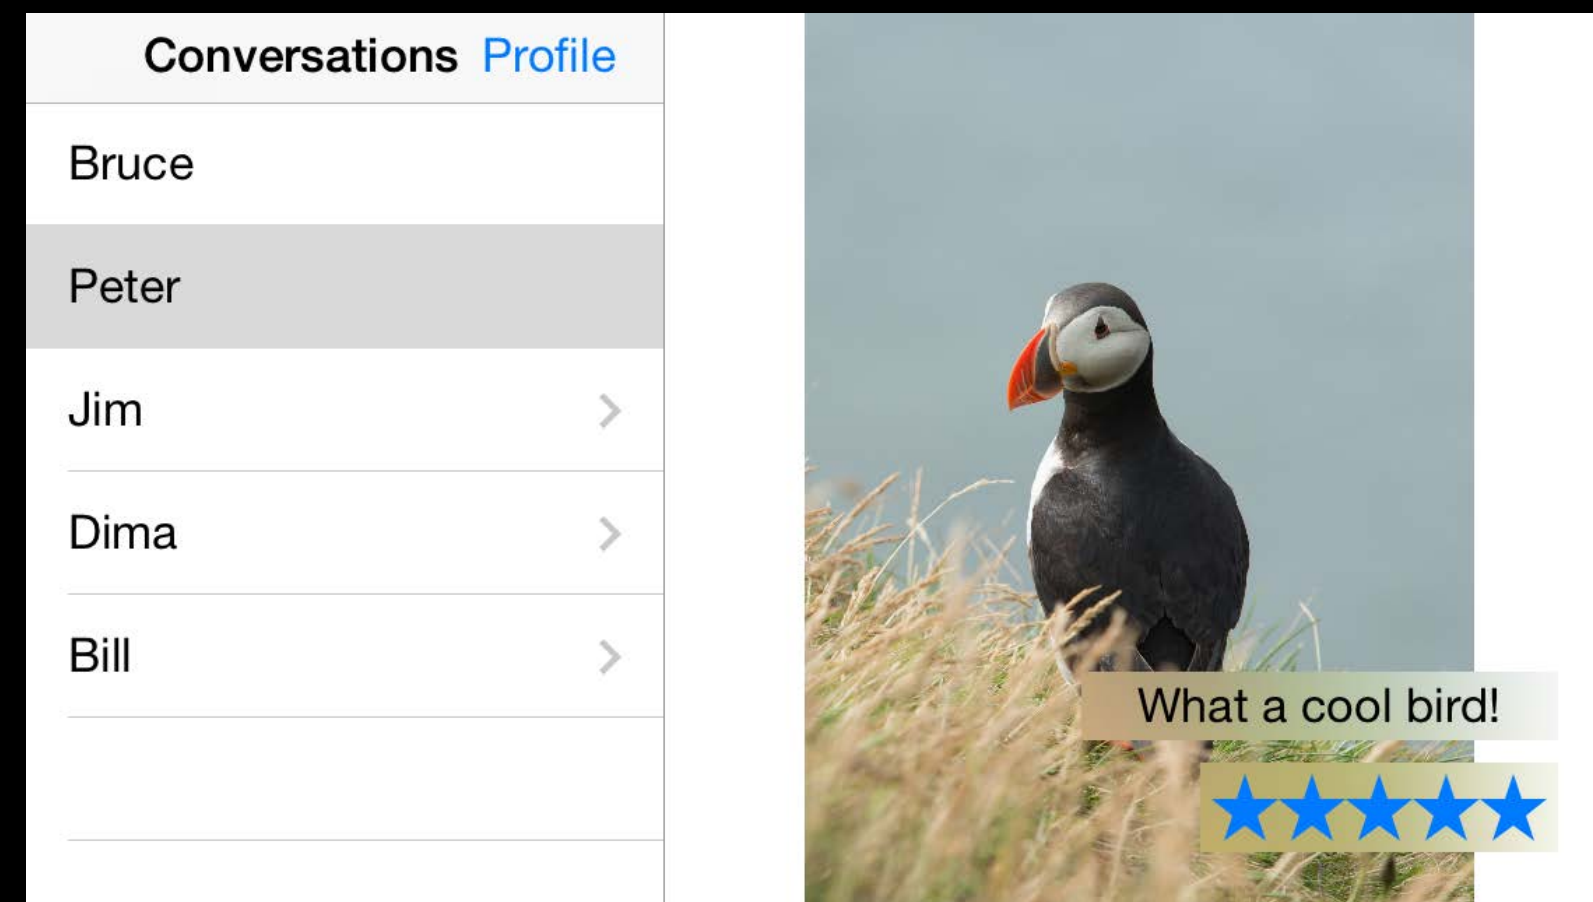 Conversations Profile
Bruce
Peter
Jim
Dima
Bill
What a cool bird!